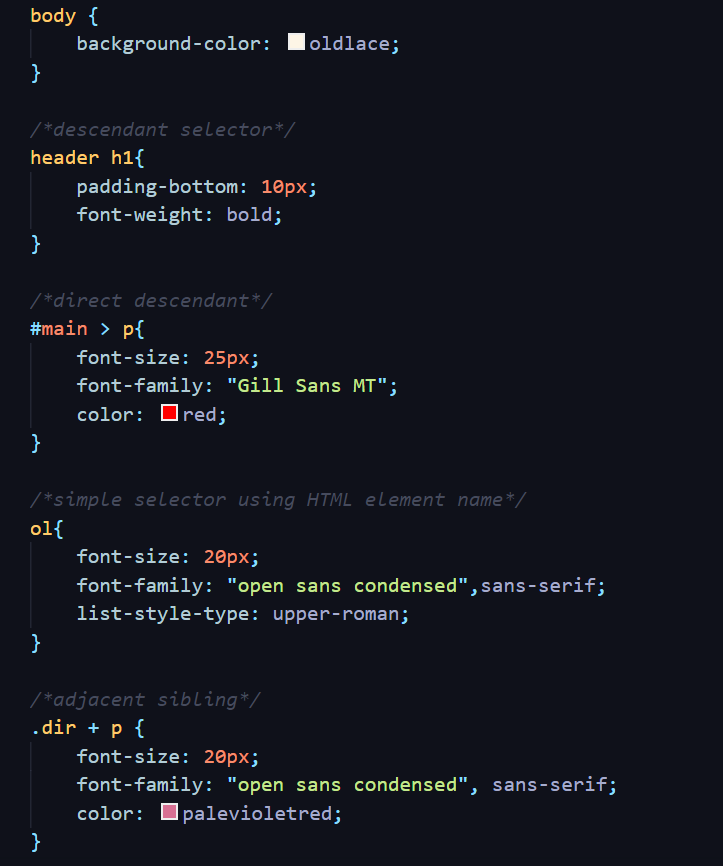 body {
    background-color: oldlace;
}

/*descendant selector*/
header h1{
    padding-bottom: 10px;
    font-weight: bold;
}

/*direct descendant*/
#main > p{
    font-size: 25px;
    font-family: "Gill Sans MT";
    color: red;
}

/*simple selector using HTML element name*/
ol{
    font-size: 20px;
    font-family: "open sans condensed",sans-serif;
    list-style-type: upper-roman;
}

/*adjacent sibling*/
.dir + p {
    font-size: 20px;
    font-family: "open sans condensed", sans-serif;
    color: palevioletred;
}